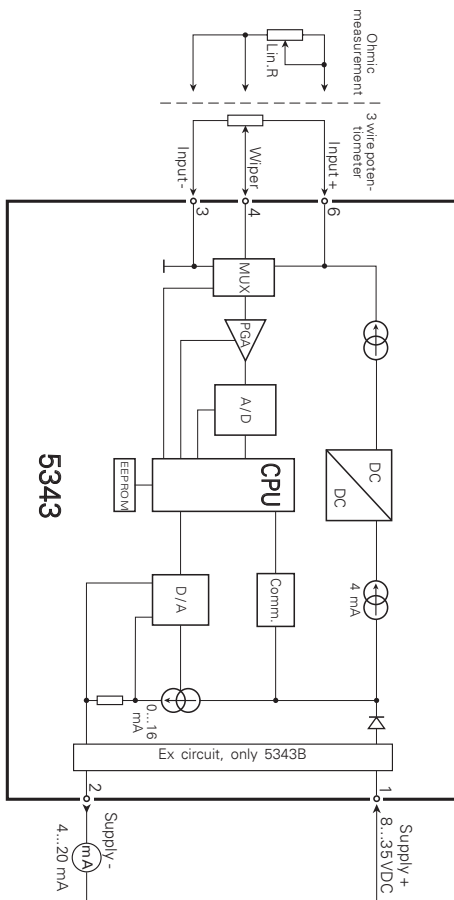 Ohmic
measurement
Lin.R
3 wire poten-
tiometer
Input -
Wiper
Input +
3
4
6
MUX
PGA
A/D
CPU
EEPROM
5343
DC
DC
D/A
Comm.
4 mA
0...16
mA
Ex circuit, only 5343B
2
1
Supply -
4...20 mA
mA
Supply +
8...35 VDC